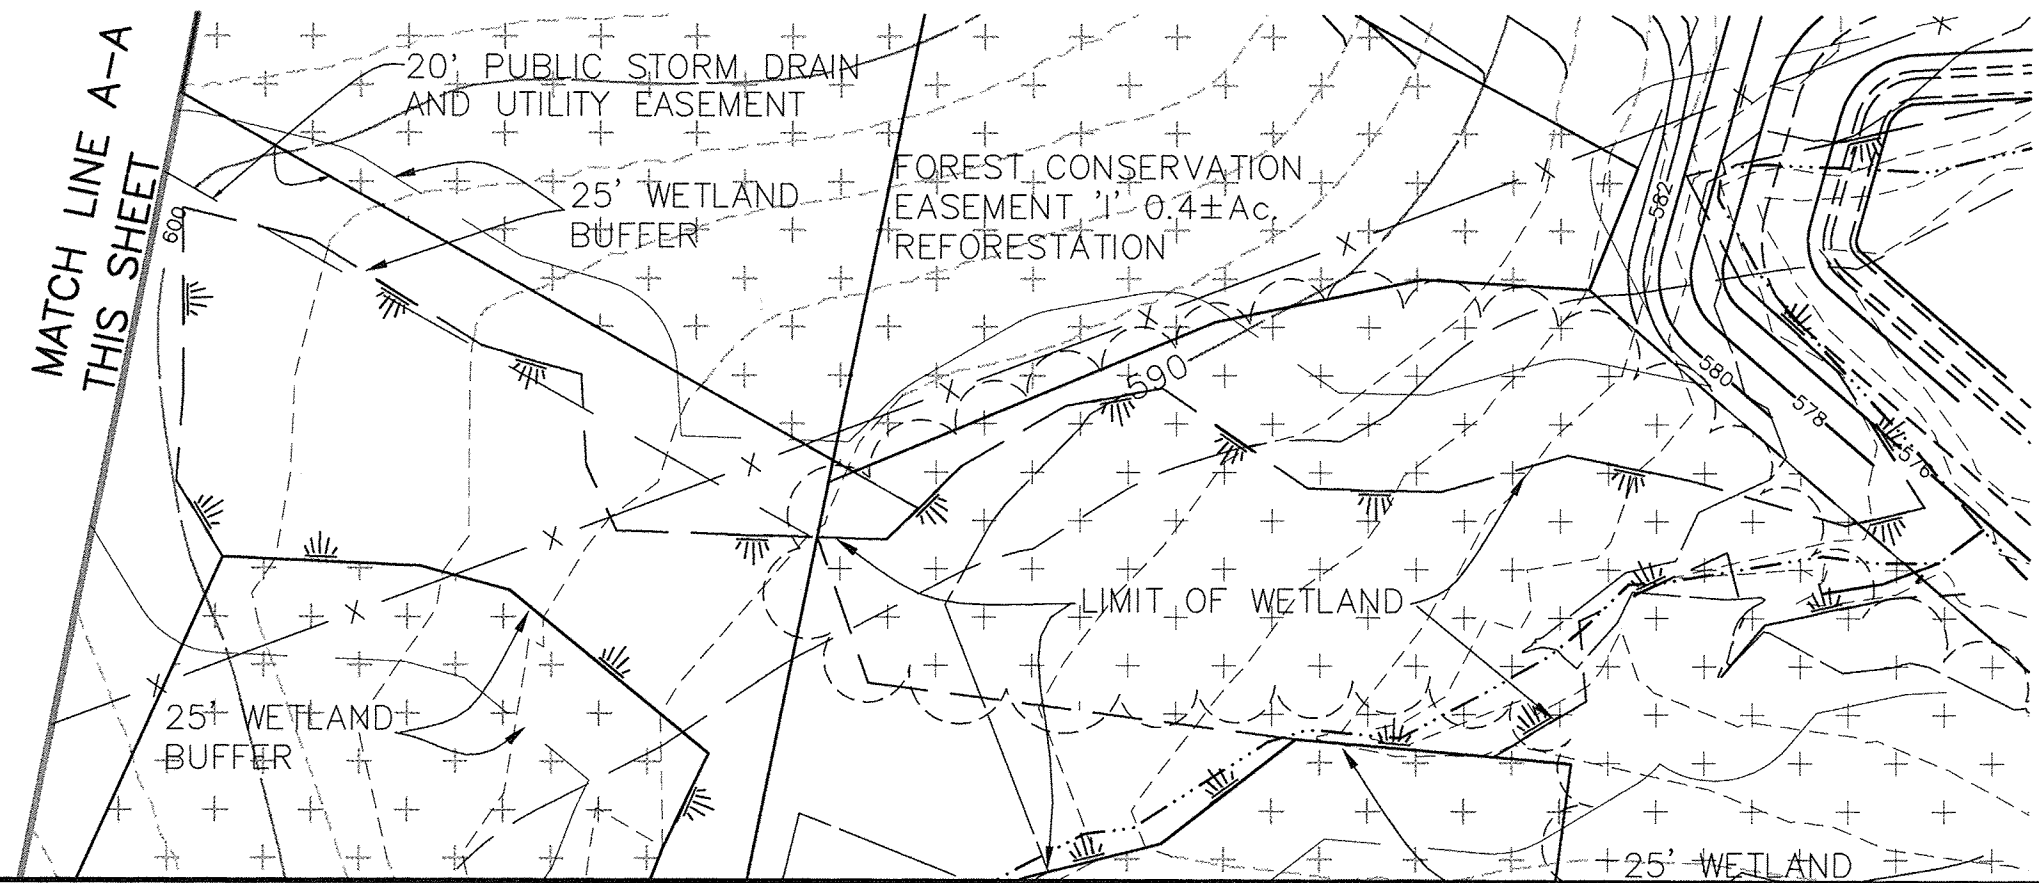 MATCH LINE A-A
THIS SHEET
20' PUBLIC STORM DRAIN
AND UTILITY EASEMENT
25' WETLAND
BUFFER
FOREST CONSERVATION
EASEMENT 'I' 0.4±Ac.
REFORESTATION
600
582
590
580
578
576
LIMIT OF WETLAND
25' WETLAND
BUFFER
25' WETLAND